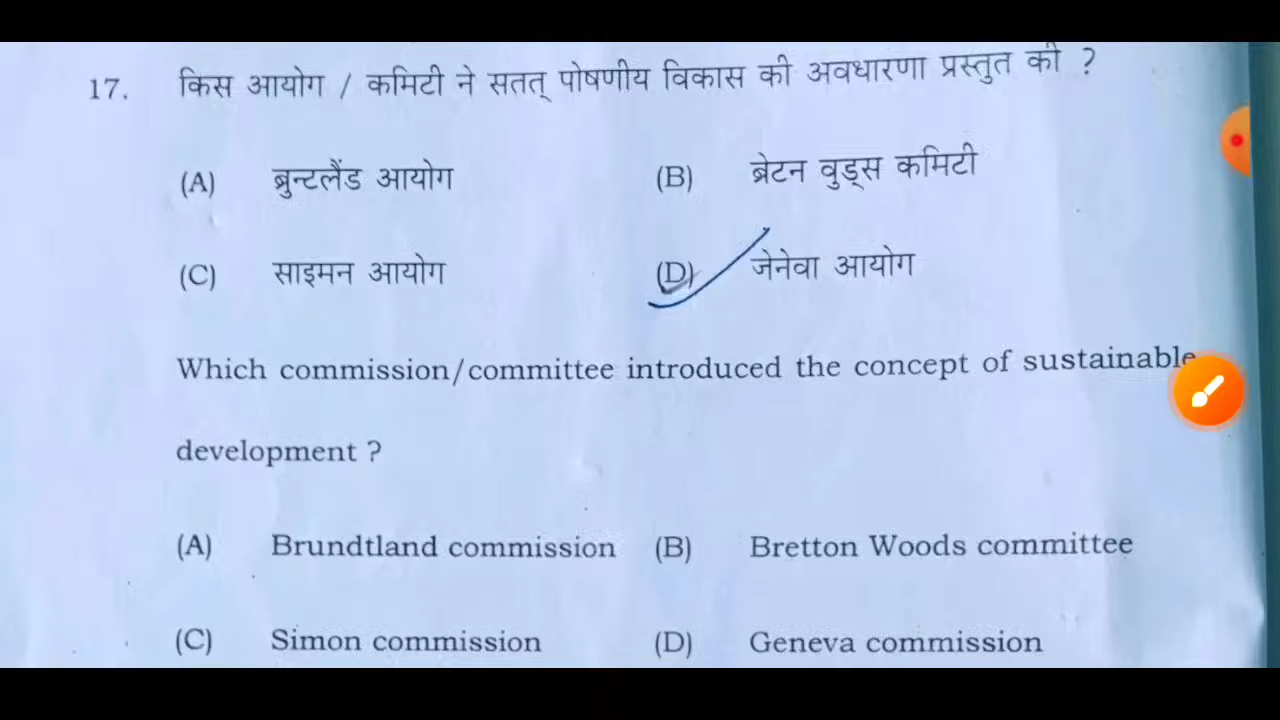 17. किस आयोग / कमिटी ने सतत् पोषणीय विकास की अवधारणा प्रस्तुत की ?
(A) ब्रुन्टलैंड आयोग (B) ब्रेटन वुड्स कमिटी
(C) साइमन आयोग (D) जेनेवा आयोग
Which commission/committee introduced the concept of sustainable
development ?
(A) Brundtland commission (B) Bretton Woods committee
(C) Simon commission (D) Geneva commission